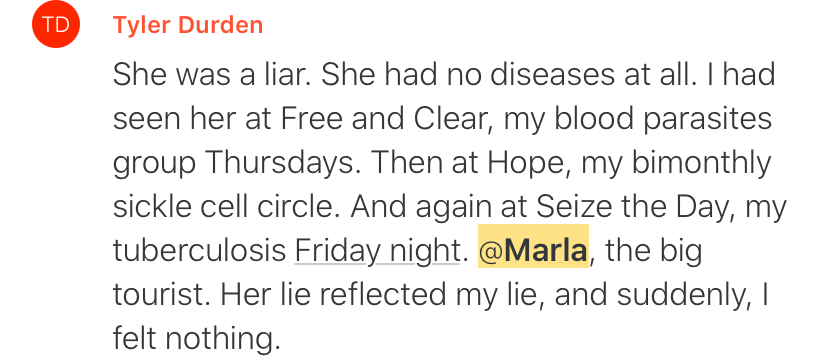 TD
Tyler Durden
She was a liar. She had no diseases at all. I had
seen her at Free and Clear, my blood parasites
group Thursdays. Then at Hope, my bimonthly
sickle cell circle. And again at Seize the Day, my
tuberculosis Friday night. @Marla, the big
tourist. Her lie reflected my lie, and suddenly, I
felt nothing.